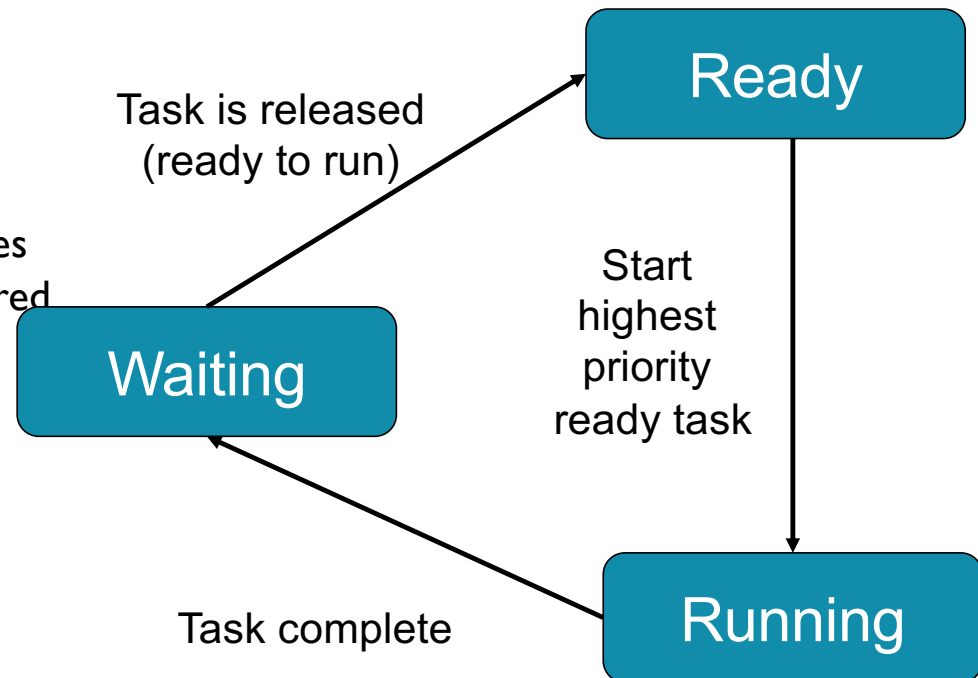 Ready
Task is released
(ready to run)
Start
highest
priority
ready task
Waiting
Task complete
Running